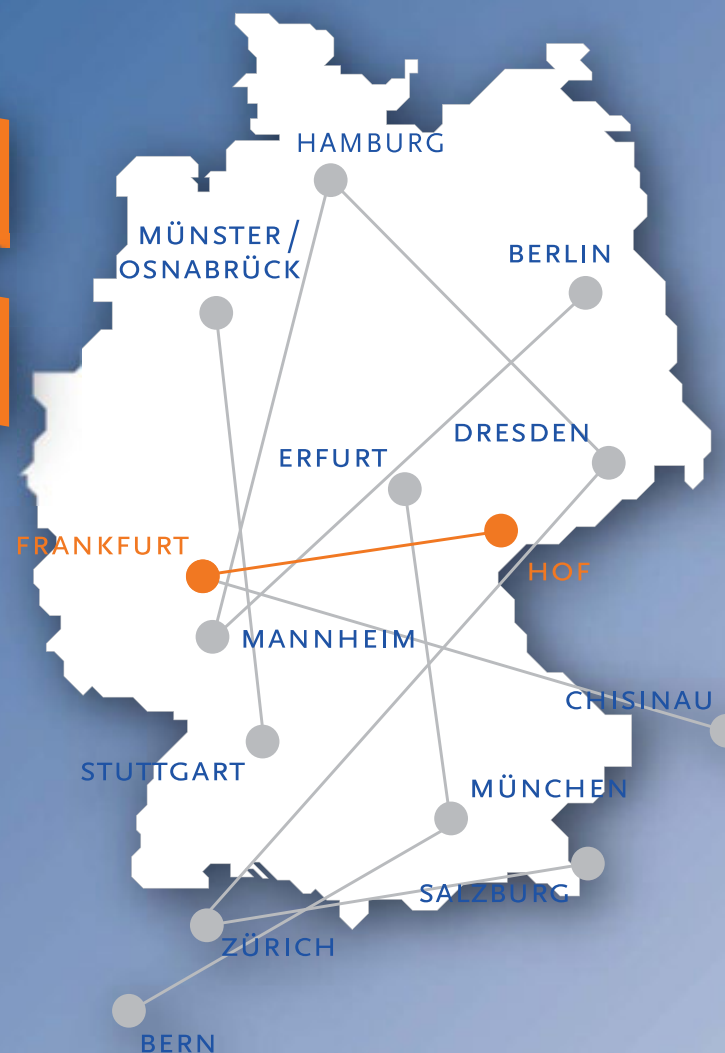 HAMBURG
MÜNSTER/
OSNABRÜCK
BERLIN
DRESDEN
ERFURT
FRANKFURT
HOF
MANNHEIM
CHISINAU
STUTTGART
MÜNCHEN
SALZBURG
ZÜRICH
BERN